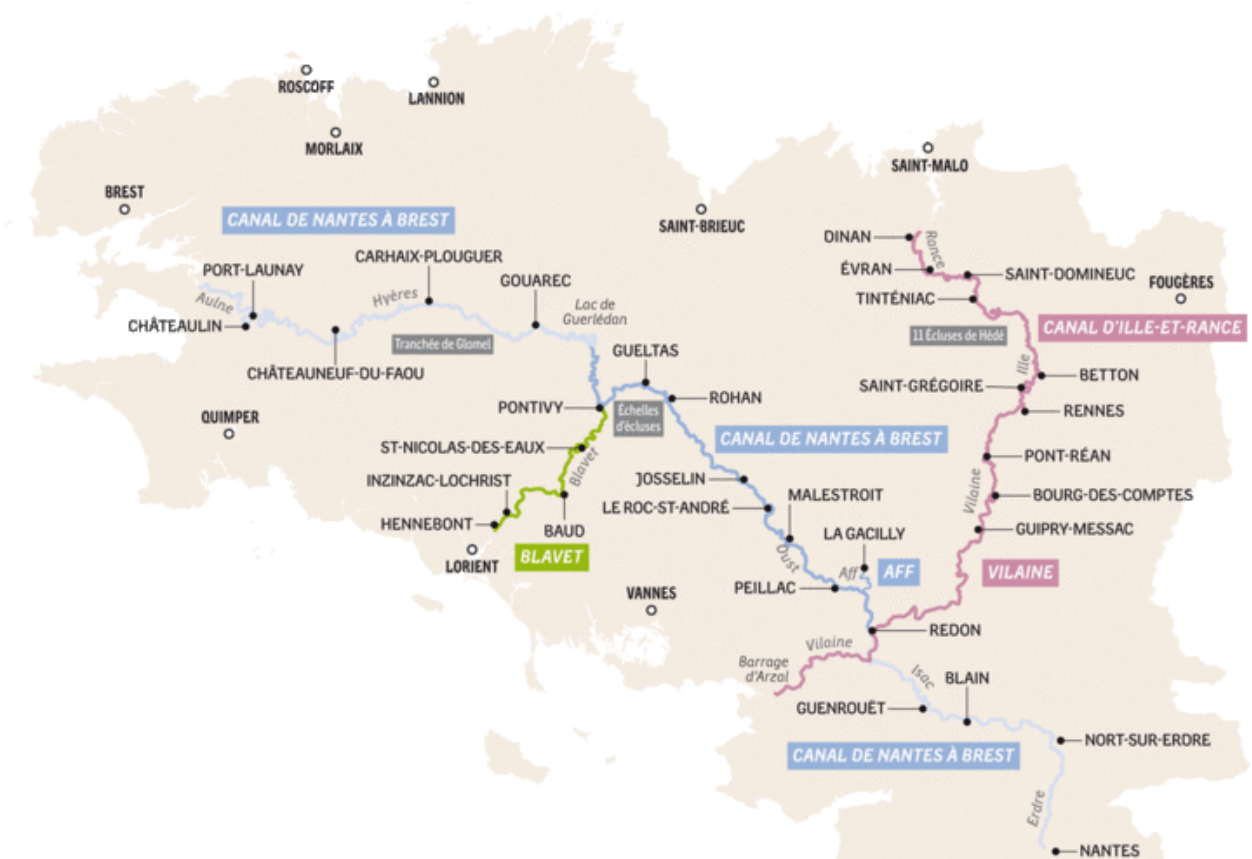 ROSCOFF
LANNION
MORLAIX
SAINT-MALO
BREST
CANAL DE NANTES À BREST
SAINT-BRIEUC
DINAN
Rance
CARHAIX-PLOUGUER
PORT-LAUNAY
GOUAREC
ÉVRAN
SAINT-DOMINEUC
FOUGÈRES
Aulne
Hyères
Lac de
Guerlédan
TINTÉNIAC
CHÂTEAULIN
Tranchée de Glomel
11 Écluses de Hédé
CANAL D'ILLE-ET-RANCE
GUELTAS
Ille
CHÂTEAUNEUF-DU-FAOU
BETTON
SAINT-GRÉGOIRE
ROHAN
PONTIVY
Échelles
d'écluses
RENNES
QUIMPER
CANAL DE NANTES À BREST
ST-NICOLAS-DES-EAUX
PONT-RÉAN
Blavet
INZINZAC-LOCHRIST
JOSSELIN
MALESTROIT
Vilaine
BOURG-DES-COMPTES
LE ROC-ST-ANDRÉ
HENNEBONT
BAUD
LA GACILLY
GUIPRY-MESSAC
BLAVET
LORIENT
Oust
Aff
AFF
VILAINE
PEILLAC
VANNES
REDON
Vilaine
Barrage
d'Arzal
Isac
BLAIN
GUENROUËT
NORT-SUR-ERDRE
CANAL DE NANTES À BREST
Erdre
NANTES